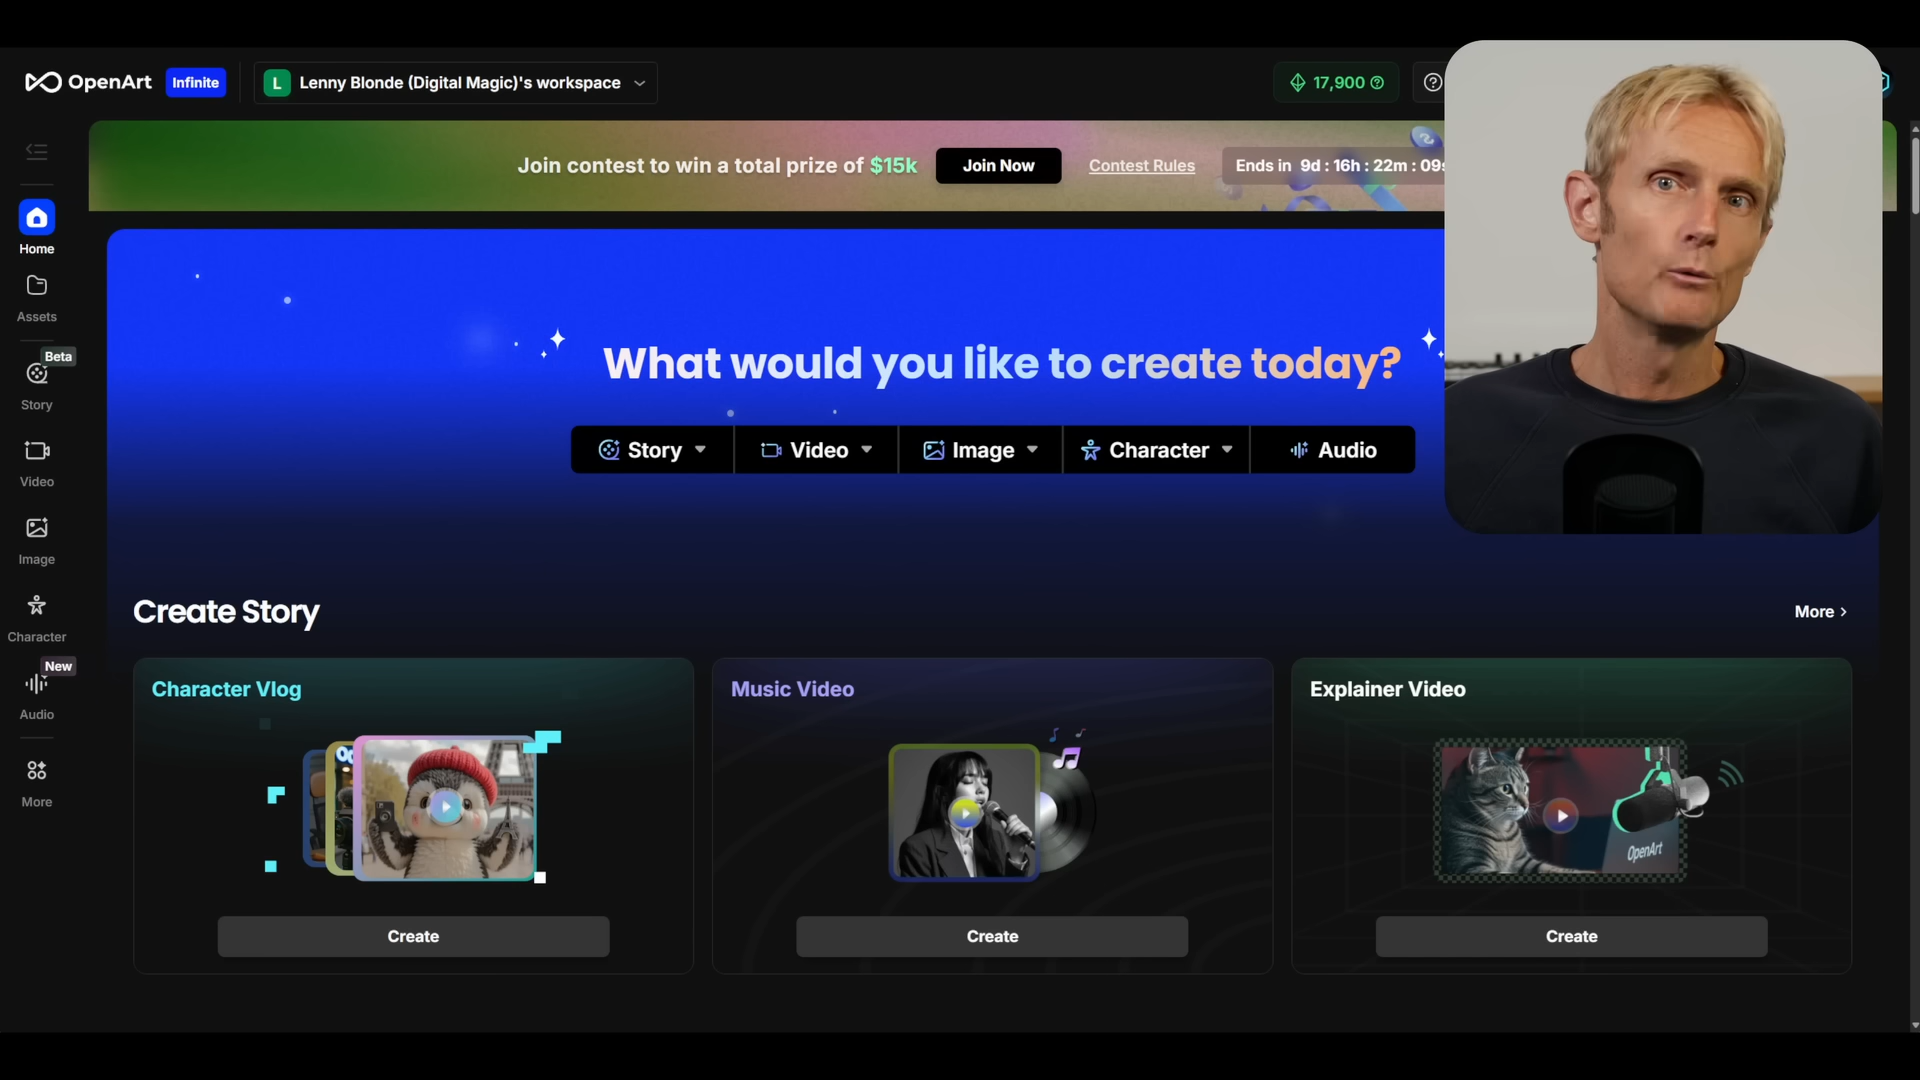 OpenArt
Infinite
L
Lenny Blonde (Digital Magic)'s workspace
17,900
Join contest to win a total prize of $15k
Join Now
Contest Rules
Ends in 9d : 16h : 22m : 09s
Home
Assets
Beta
Story
Video
Image
Character
New
Audio
More
What would you like to create today?
Story
Video
Image
Character
Audio
Create Story
More
Character Vlog
Create
Music Video
Create
Explainer Video
OpenArt
Create